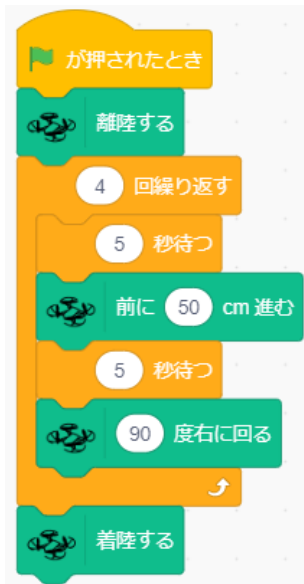 が押されたとき
離陸する
4 回繰り返す
5 秒待つ
前に 50 cm 進む
5 秒待つ
90 度右に回る
着陸する